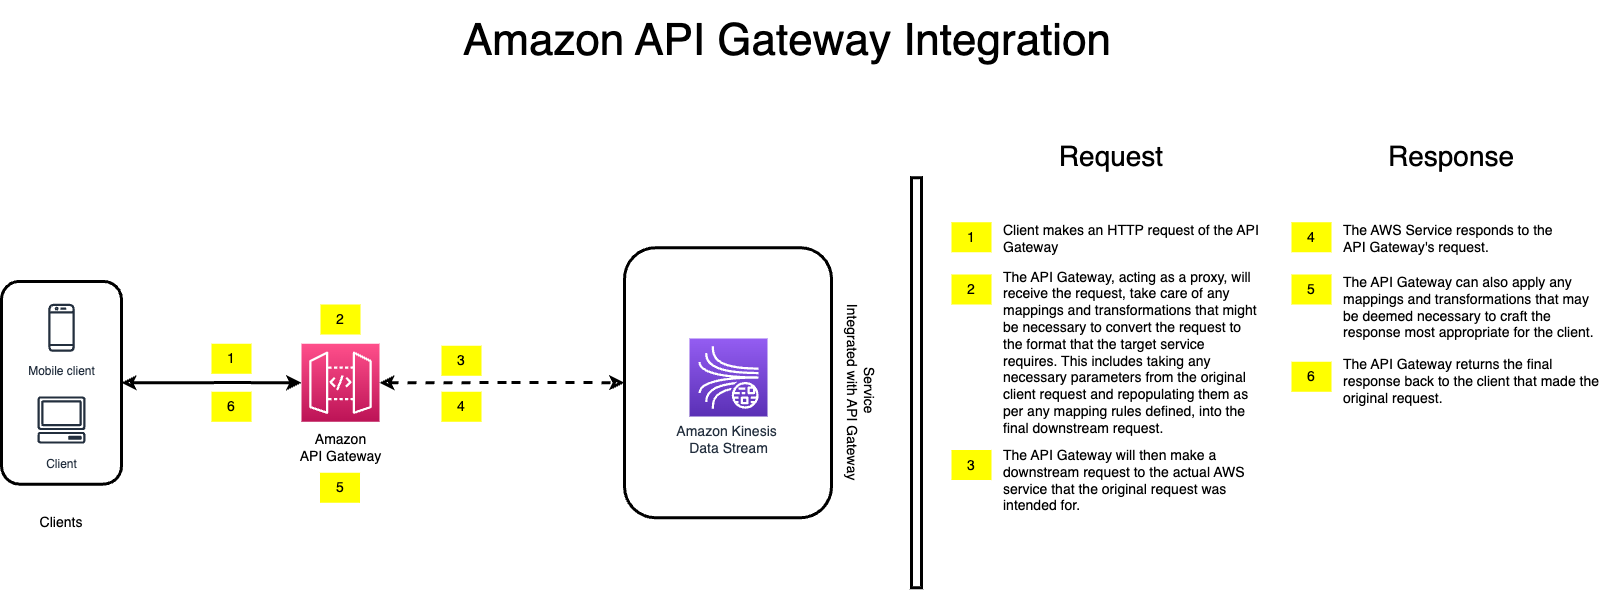 Amazon API Gateway Integration
Mobile client
Client
Clients
1
6
2
</>
Amazon
API Gateway
5
3
4
Amazon Kinesis
Data Stream
Service
Integrated with API Gateway
Request
1
Client makes an HTTP request of the API
Gateway
2
The API Gateway, acting as a proxy, will
receive the request, take care of any
mappings and transformations that might
be necessary to convert the request to
the format that the target service
requires. This includes taking any
necessary parameters from the original
client request and repopulating them as
per any mapping rules defined, into the
final downstream request.
3
The API Gateway will then make a
downstream request to the actual AWS
service that the original request was
intended for.
Response
4
The AWS Service responds to the
API Gateway's request.
5
The API Gateway can also apply any
mappings and transformations that may
be deemed necessary to craft the
response most appropriate for the client.
6
The API Gateway returns the final
response back to the client that made the
original request.